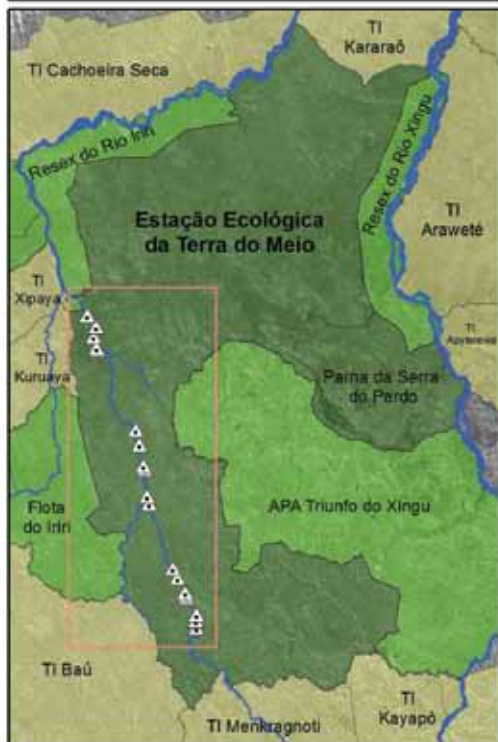 TI
Kararaô
TI Cachoeira Seca
Resex do Rio Iriri
Resex do Rio Xingu
Estação Ecológica
da Terra do Meio
TI
Araweté
TI
Xipaya
TI
Apyterewa
TI
Kuruaya
Parna da Serra
do Pardo
Flota
do Iriri
APA Triunfo do Xingu
TI Baú
TI
Kayapó
TI Menkragnoti